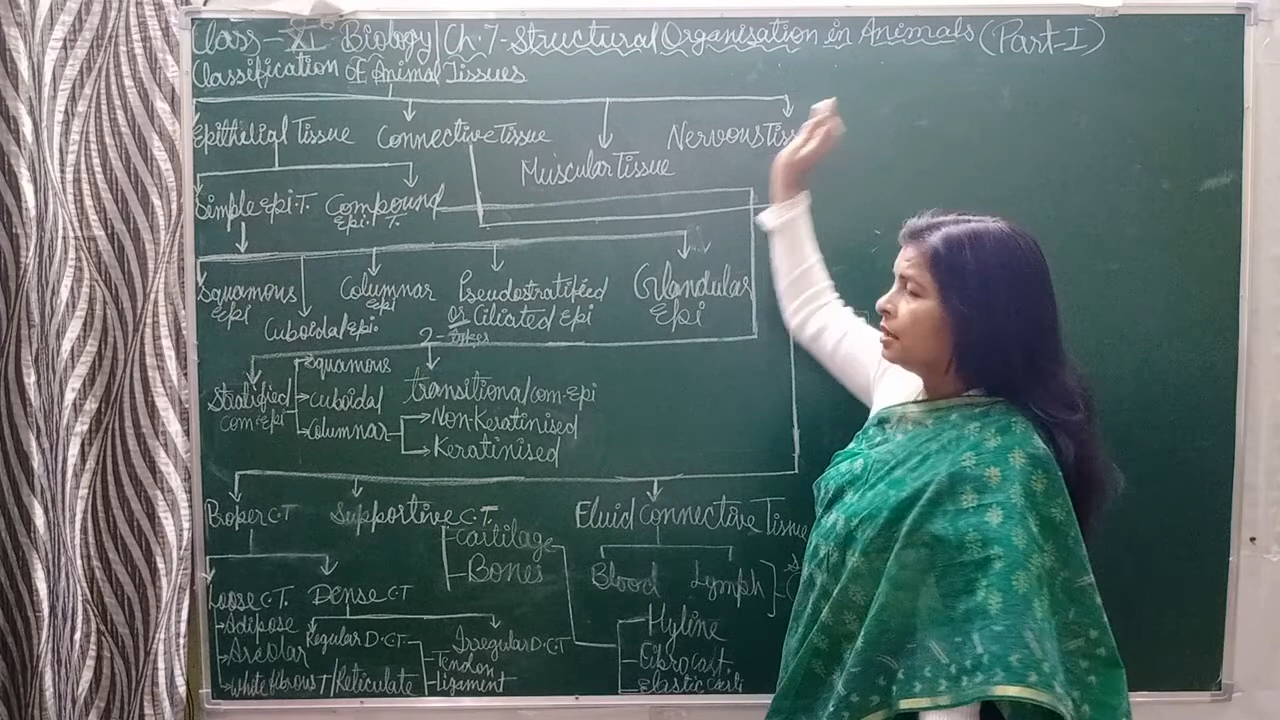 Class - XI Biology/Ch.7-Structural Organisation in Animals (Part-I)
Classification Of Animal Tissues
Epithelial Tissue Connective Tissue Nervous Tiss
Muscular Tissue
Simple epi.T. Compound
Epi. T.
Squamous Columnar Pseudostratified Glandular
Epi Epi or Ciliated Epi Epi
Cuboidal Epi.
2-types
Squamous
Stratified Cuboidal transitional com-Epi
com-Epi Columnar Non-Keratinised
Keratinised
Proper C.T Supportive C.T. Fluid Connective Tissue
Cartilage
Bones Blood Lymph
Loose C.T. Dense C.T
Adipose Regular D.C.T. Irregular D.C.T Hyline
Areolar Tendon Fibrocart.
White fibrous T/Reticulate Ligament Elastic Carti